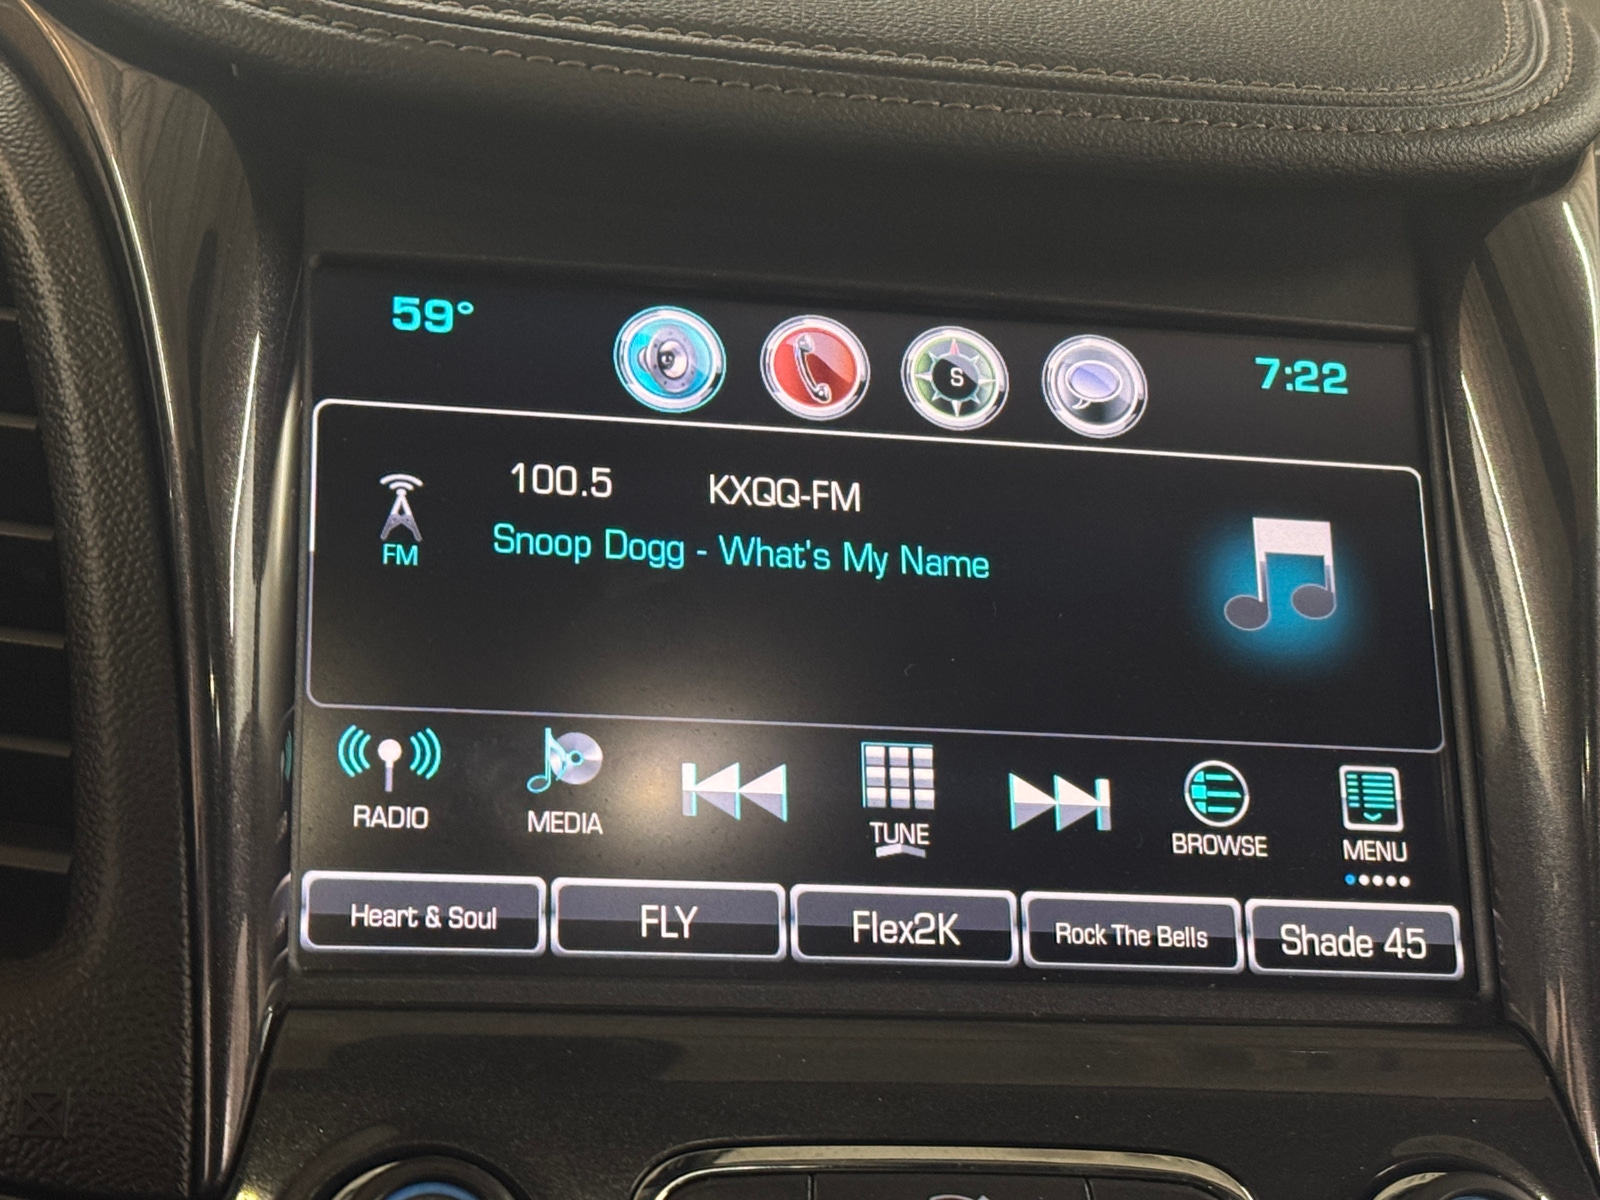 59°
S
7:22
100.5 KXQQ-FM
FM
Snoop Dogg - What's My Name
RADIO
MEDIA
TUNE
BROWSE
MENU
Heart & Soul
FLY
Flex2K
Rock The Bells
Shade 45